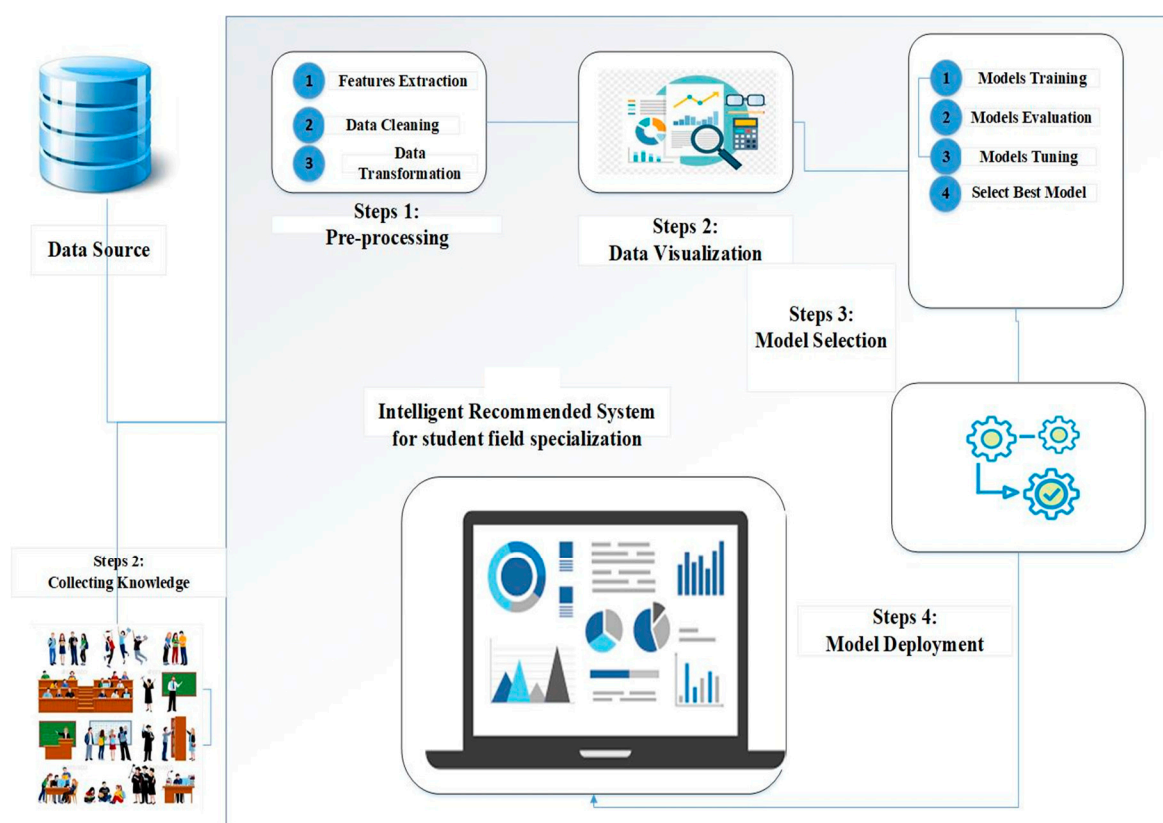 Data Source
Steps 2:
Collecting Knowledge
1 Features Extraction
2 Data Cleaning
3 Data
Transformation
Steps 1:
Pre-processing
Steps 2:
Data Visualization
1 Models Training
2 Models Evaluation
3 Models Tuning
4 Select Best Model
Steps 3:
Model Selection
Intelligent Recommended System
for student field specialization
Steps 4:
Model Deployment